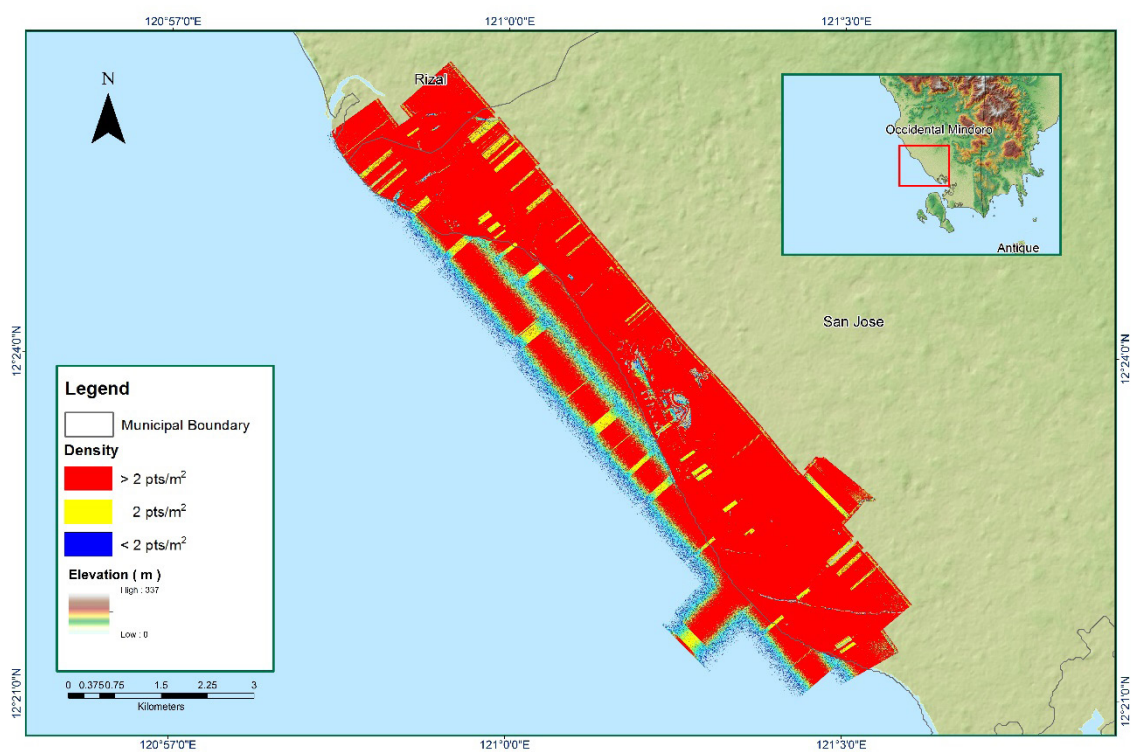 120°57'0"E 121°0'0"E 121°3'0"E
N
Rizal
Occidental Mindoro
Antique
San Jose
12°24'0"N 12°24'0"N
Legend
Municipal Boundary
Density
> 2 pts/m²
2 pts/m²
< 2 pts/m²
Elevation ( m )
High : 337
Low : 0
0 0.375 0.75 1.5 2.25 3
Kilometers
12°21'0"N 12°21'0"N
120°57'0"E 121°0'0"E 121°3'0"E